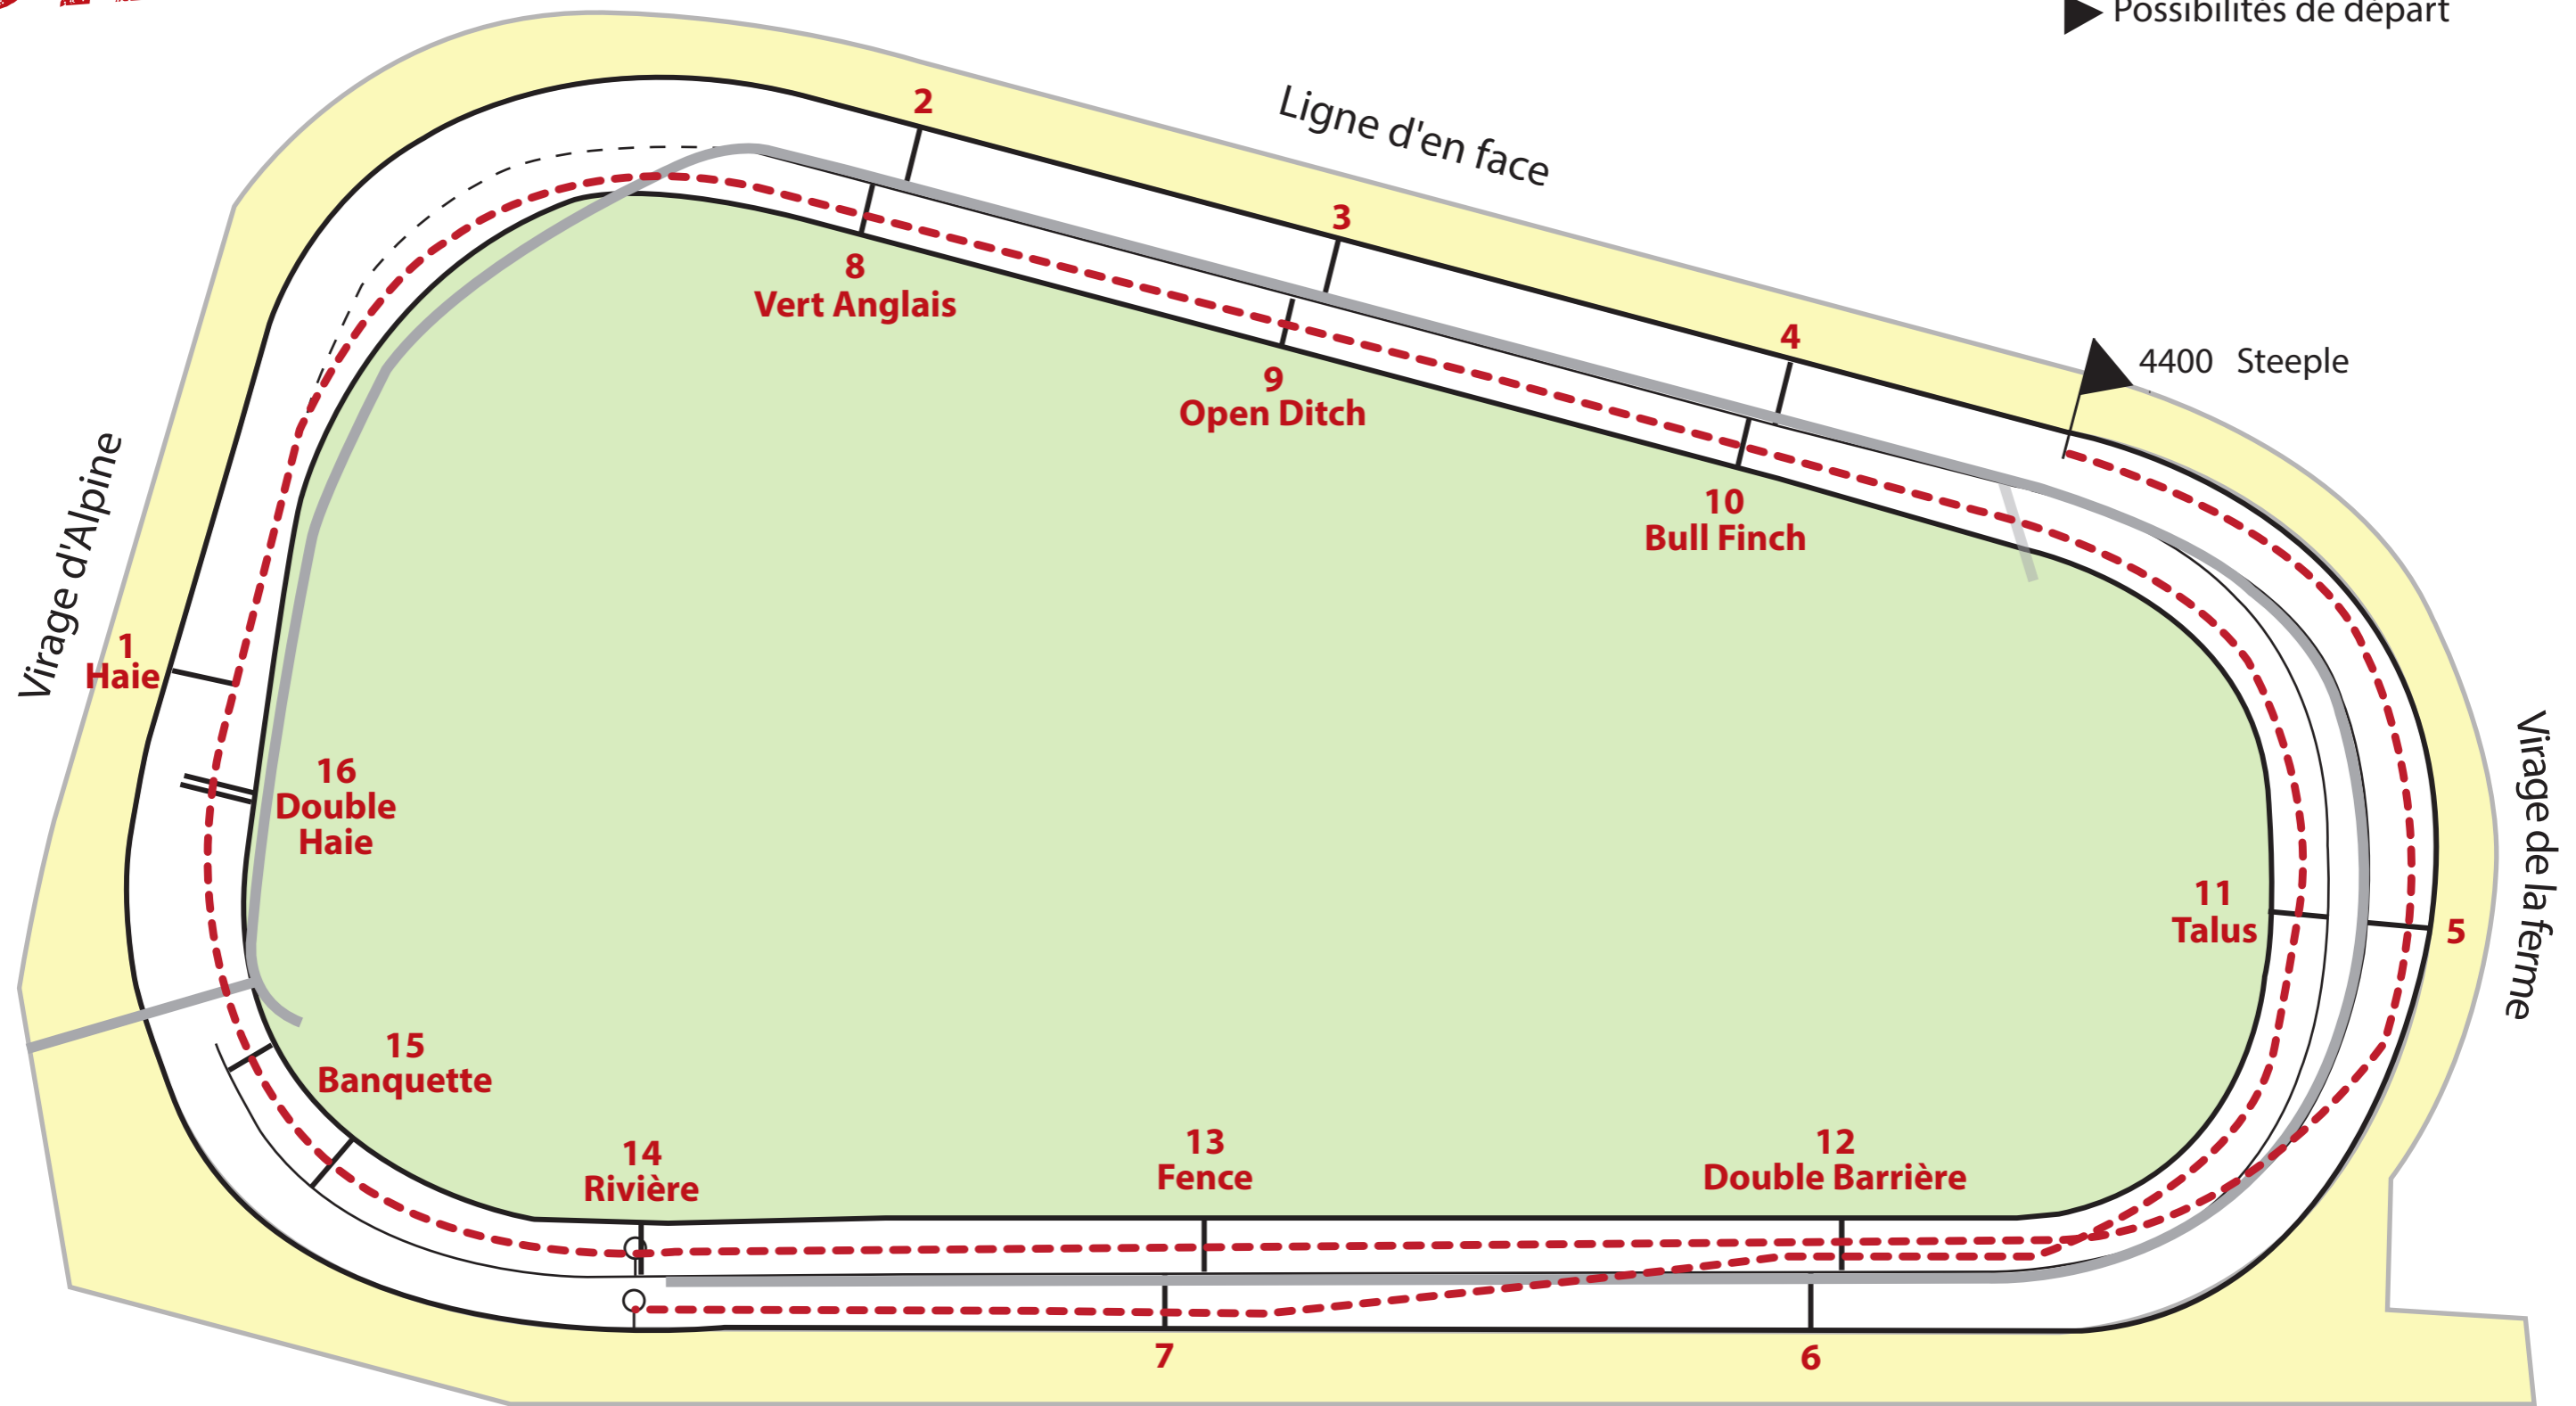 Possibilités de départ
2
Ligne d'en face
3
4
4400 Steeple
8
Vert Anglais
9
Open Ditch
10
Bull Finch
Virage d'Alpine
1
Haie
16
Double
Haie
Virage de la ferme
11
Talus
5
15
Banquette
14
Rivière
13
Fence
12
Double Barrière
7
6